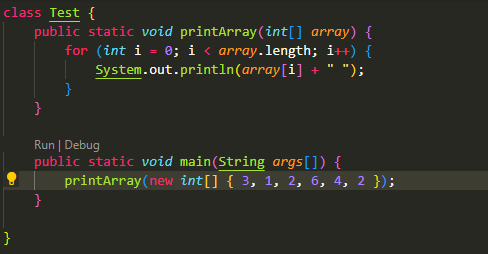 class Test {
    public static void printArray(int[] array) {
        for (int i = 0; i < array.length; i++) {
            System.out.println(array[i] + " ");
        }
    }
    Run | Debug
    public static void main(String args[]) {
        printArray(new int[] { 3, 1, 2, 6, 4, 2 });
    }
}